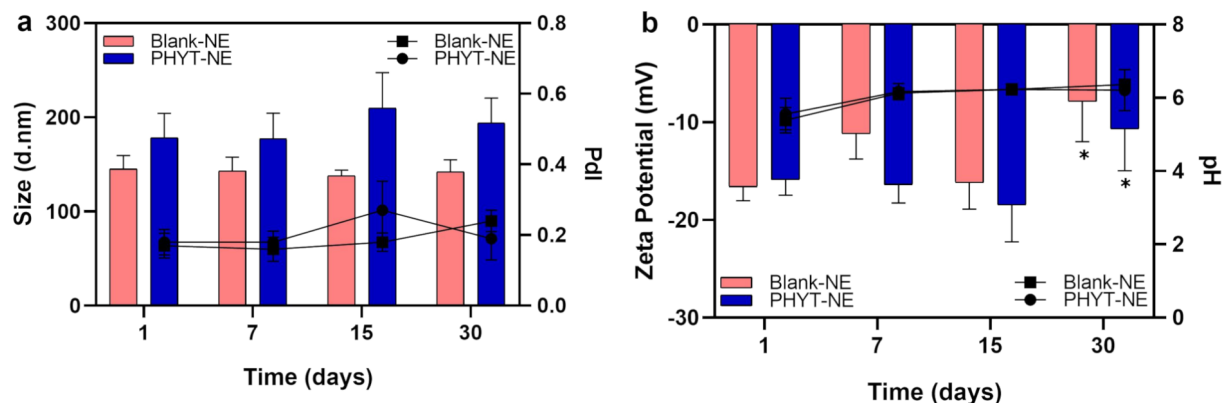 a
Size (d.nm)
300
200
100
0
Blank-NE
PHYT-NE
Blank-NE
PHYT-NE
0.8
0.6
0.4
0.2
0.0
PdI
1 7 15 30
Time (days)
b
Zeta Potential (mV)
-0
-10
-20
-30
Blank-NE
PHYT-NE
Blank-NE
PHYT-NE
*
*
8
6
4
2
0
pH
1 7 15 30
Time (days)